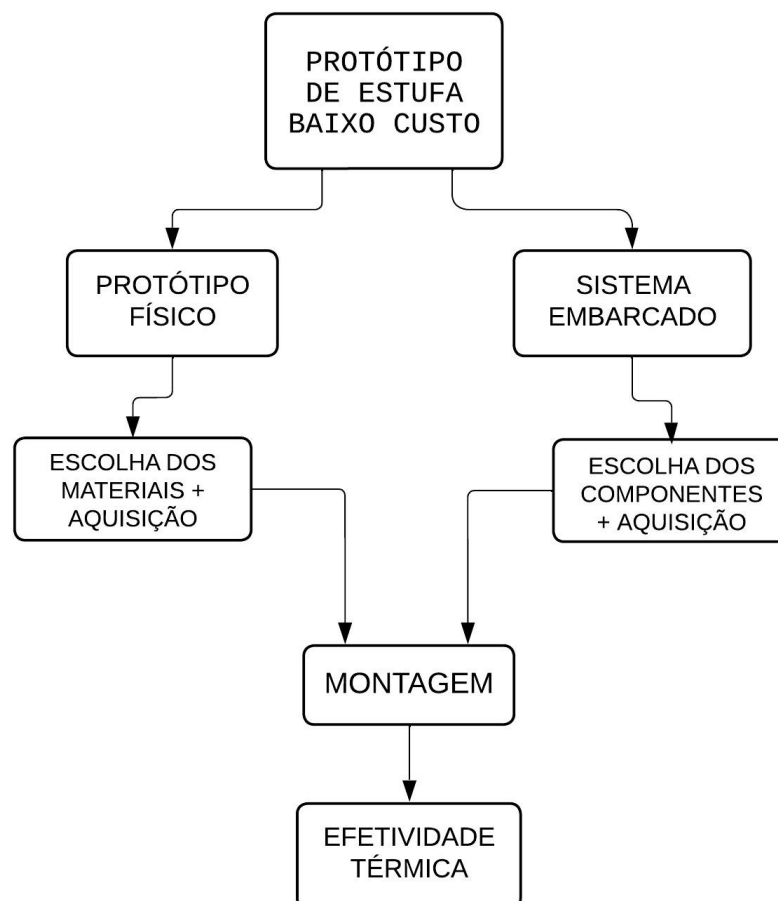 PROTÓTIPO
DE ESTUFA
BAIXO CUSTO
PROTÓTIPO
FÍSICO
SISTEMA
EMBARCADO
ESCOLHA DOS
MATERIAIS +
AQUISIÇÃO
ESCOLHA DOS
COMPONENTES
+ AQUISIÇÃO
MONTAGEM
EFETIVIDADE
TÉRMICA